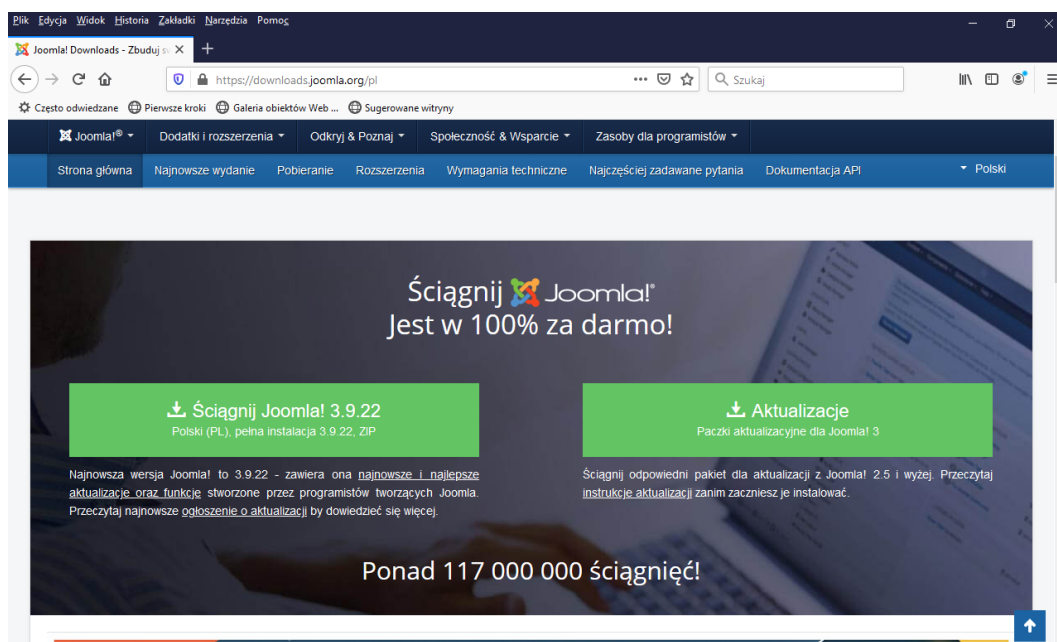 Plik Edycja Widok Historia Zakładki Narzędzia Pomoc
Joomla! Downloads - Zbuduj sw
https://downloads.joomla.org/pl
Szukaj
Często odwiedzane Pierwsze kroki Galeria obiektów Web ... Sugerowane witryny
Joomla!® Dodatki i rozszerzenia Odkryj & Poznaj Społeczność & Wsparcie Zasoby dla programistów
Strona główna Najnowsze wydanie Pobieranie Rozszerzenia Wymagania techniczne Najczęściej zadawane pytania Dokumentacja API Polski
Ściągnij Joomla!®
Jest w 100% za darmo!
Ściągnij Joomla! 3.9.22
Polski (PL), pełna instalacja 3.9.22, ZIP
Najnowsza wersja Joomla! to 3.9.22 - zawiera ona najnowsze i najlepsze
aktualizacje oraz funkcje stworzone przez programistów tworzących Joomla.
Przeczytaj najnowsze ogłoszenie o aktualizacji by dowiedzieć się więcej.
Aktualizacje
Paczki aktualizacyjne dla Joomla! 3
Ściągnij odpowiedni pakiet dla aktualizacji z Joomla! 2.5 i wyżej. Przeczytaj
instrukcje aktualizacji zanim zaczniesz je instalować.
Ponad 117 000 000 ściągnięć!